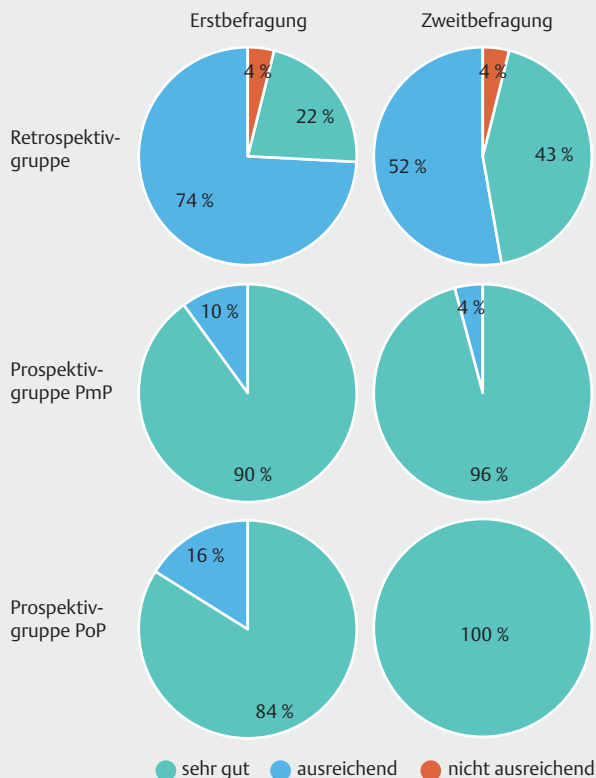 Erstbefragung
Zweitbefragung
Retrospektiv-
gruppe
4 %
22 %
74 %
4 %
43 %
52 %
Prospektiv-
gruppe PmP
10 %
90 %
4 %
96 %
Prospektiv-
gruppe PoP
16 %
84 %
100 %
sehr gut
ausreichend
nicht ausreichend